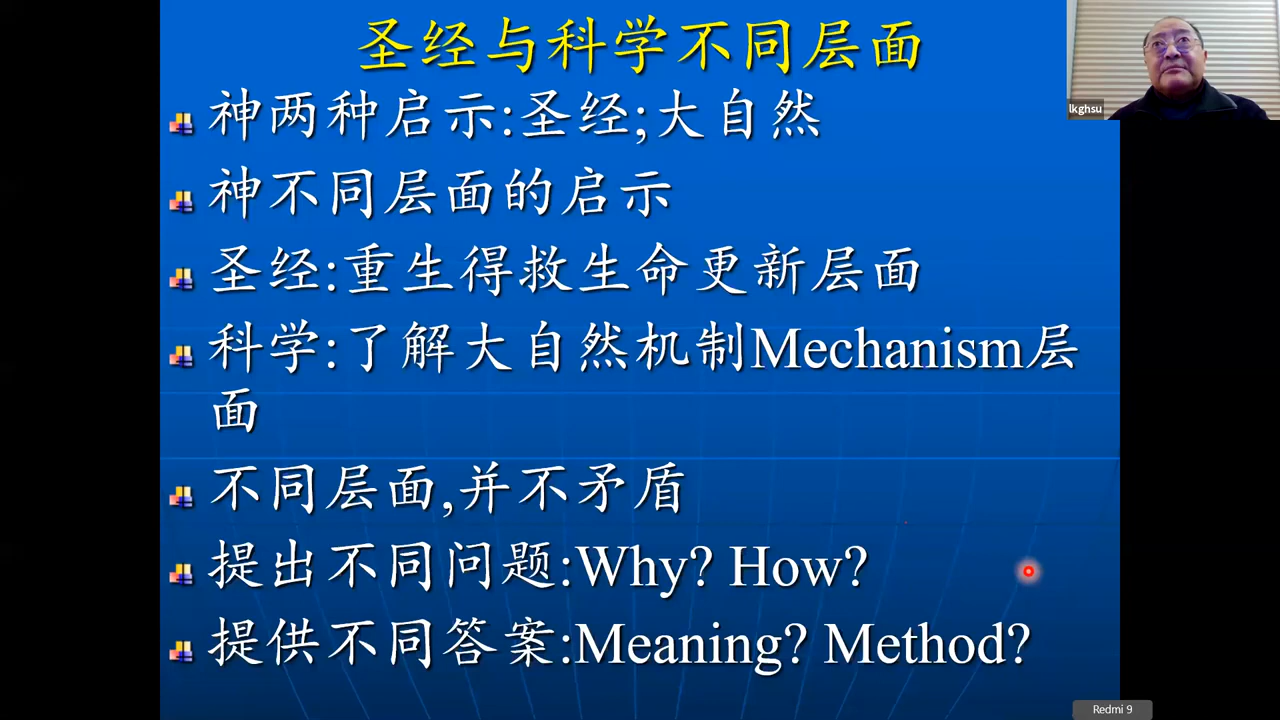 圣经与科学不同层面
神两种启示:圣经;大自然
神不同层面的启示
圣经:重生得救生命更新层面
科学:了解大自然机制Mechanism层
面
不同层面,并不矛盾
提出不同问题:Why? How?
提供不同答案:Meaning? Method?
lkghsu
Redmi 9